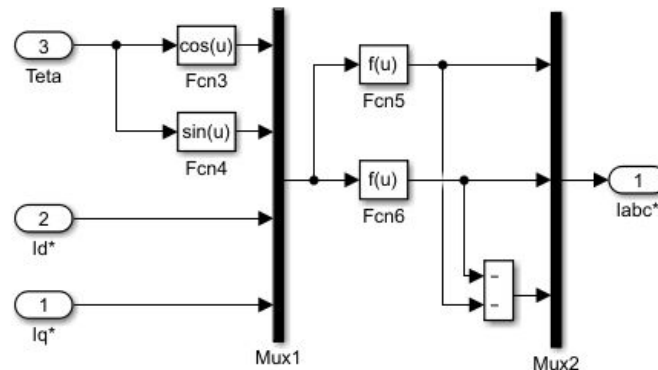 3
Teta
cos(u)
Fcn3
sin(u)
Fcn4
2
Id*
1
Iq*
Mux1
f(u)
Fcn5
f(u)
Fcn6
-
-
Mux2
1
Iabc*